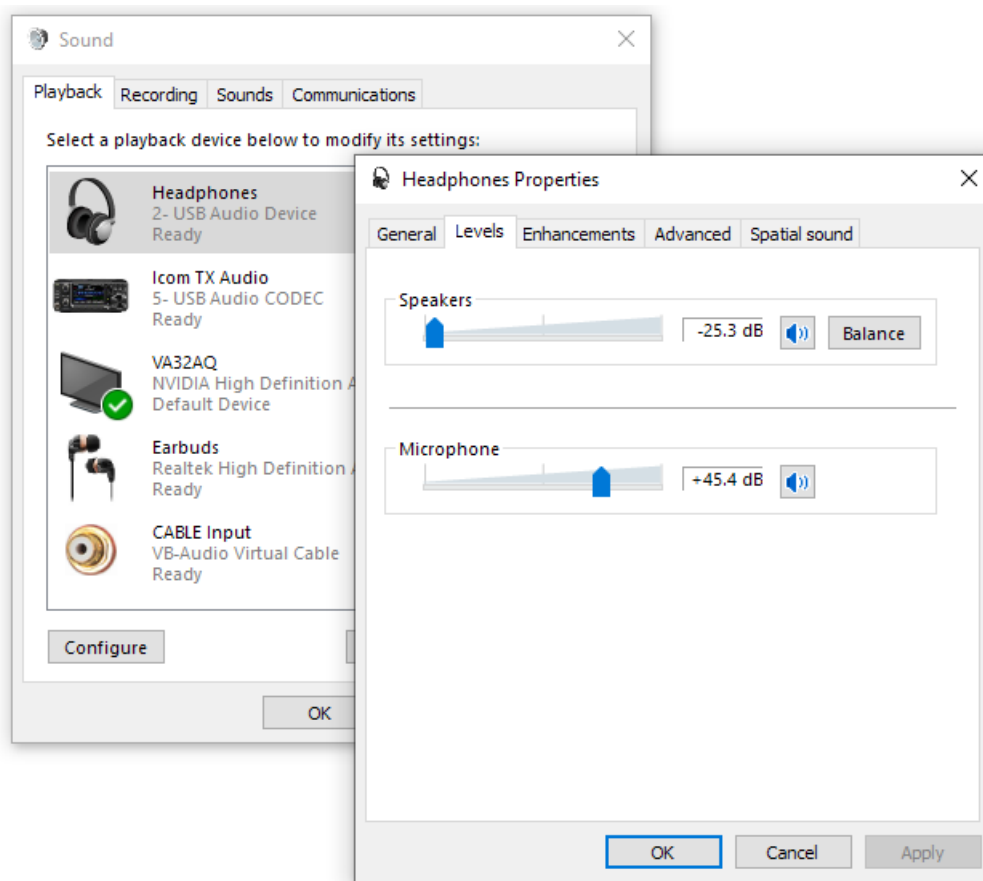 Sound
Playback
Recording
Sounds
Communications
Select a playback device below to modify its settings:
Headphones
2- USB Audio Device
Ready
Icom TX Audio
5- USB Audio CODEC
Ready
VA32AQ
NVIDIA High Definition A
Default Device
Earbuds
Realtek High Definition A
Ready
CABLE Input
VB-Audio Virtual Cable
Ready
Configure
OK
Headphones Properties
General
Levels
Enhancements
Advanced
Spatial sound
Speakers
-25.3 dB
Balance
Microphone
+45.4 dB
OK
Cancel
Apply